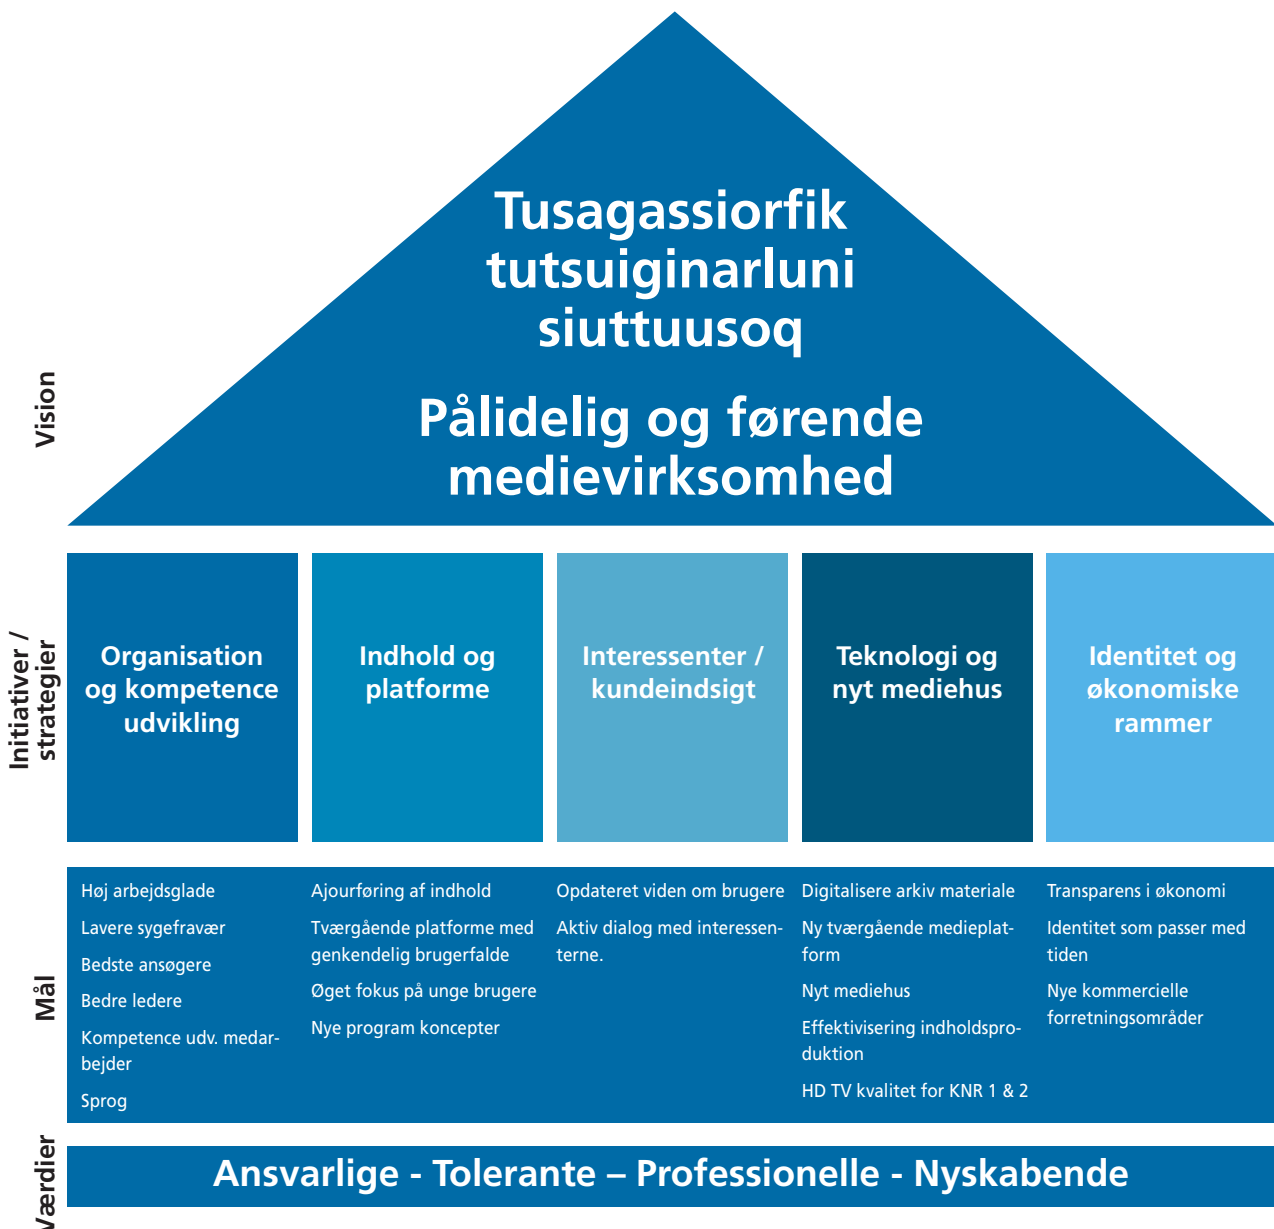 Tusagassiorfik
tutsuiginarluni
siuttuusoq
Pålidelig og førende
medievirksomhed
Vision
Initiativer /
strategier
Organisation
og kompetence
udvikling
Indhold og
platforme
Interessenter /
kundeindsigt
Teknologi og
nyt mediehus
Identitet og
økonomiske
rammer
Mål
Høj arbejdsglade
Lavere sygefravær
Bedste ansøgere
Bedre ledere
Kompetence udv. medar-
bejder
Sprog
Ajourføring af indhold
Tværgående platforme med
genkendelig brugerfalde
Øget fokus på unge brugere
Nye program koncepter
Opdateret viden om brugere
Aktiv dialog med interessen-
terne.
Digitalisere arkiv materiale
Ny tværgående medieplat-
form
Nyt mediehus
Effektivisering indholdspro-
duktion
HD TV kvalitet for KNR 1 & 2
Transparens i økonomi
Identitet som passer med
tiden
Nye kommercielle
forretningsområder
Værdier
Ansvarlige - Tolerante – Professionelle - Nyskabende